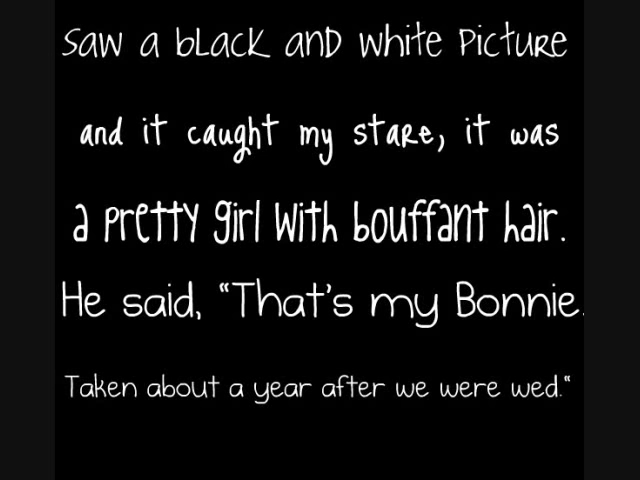 Saw a bLack anD white Picture
and it caught my staRe, it was
a pretty girl with bouffant hair.
He said, "That's my Bonnie.
Taken about a year after we were wed."